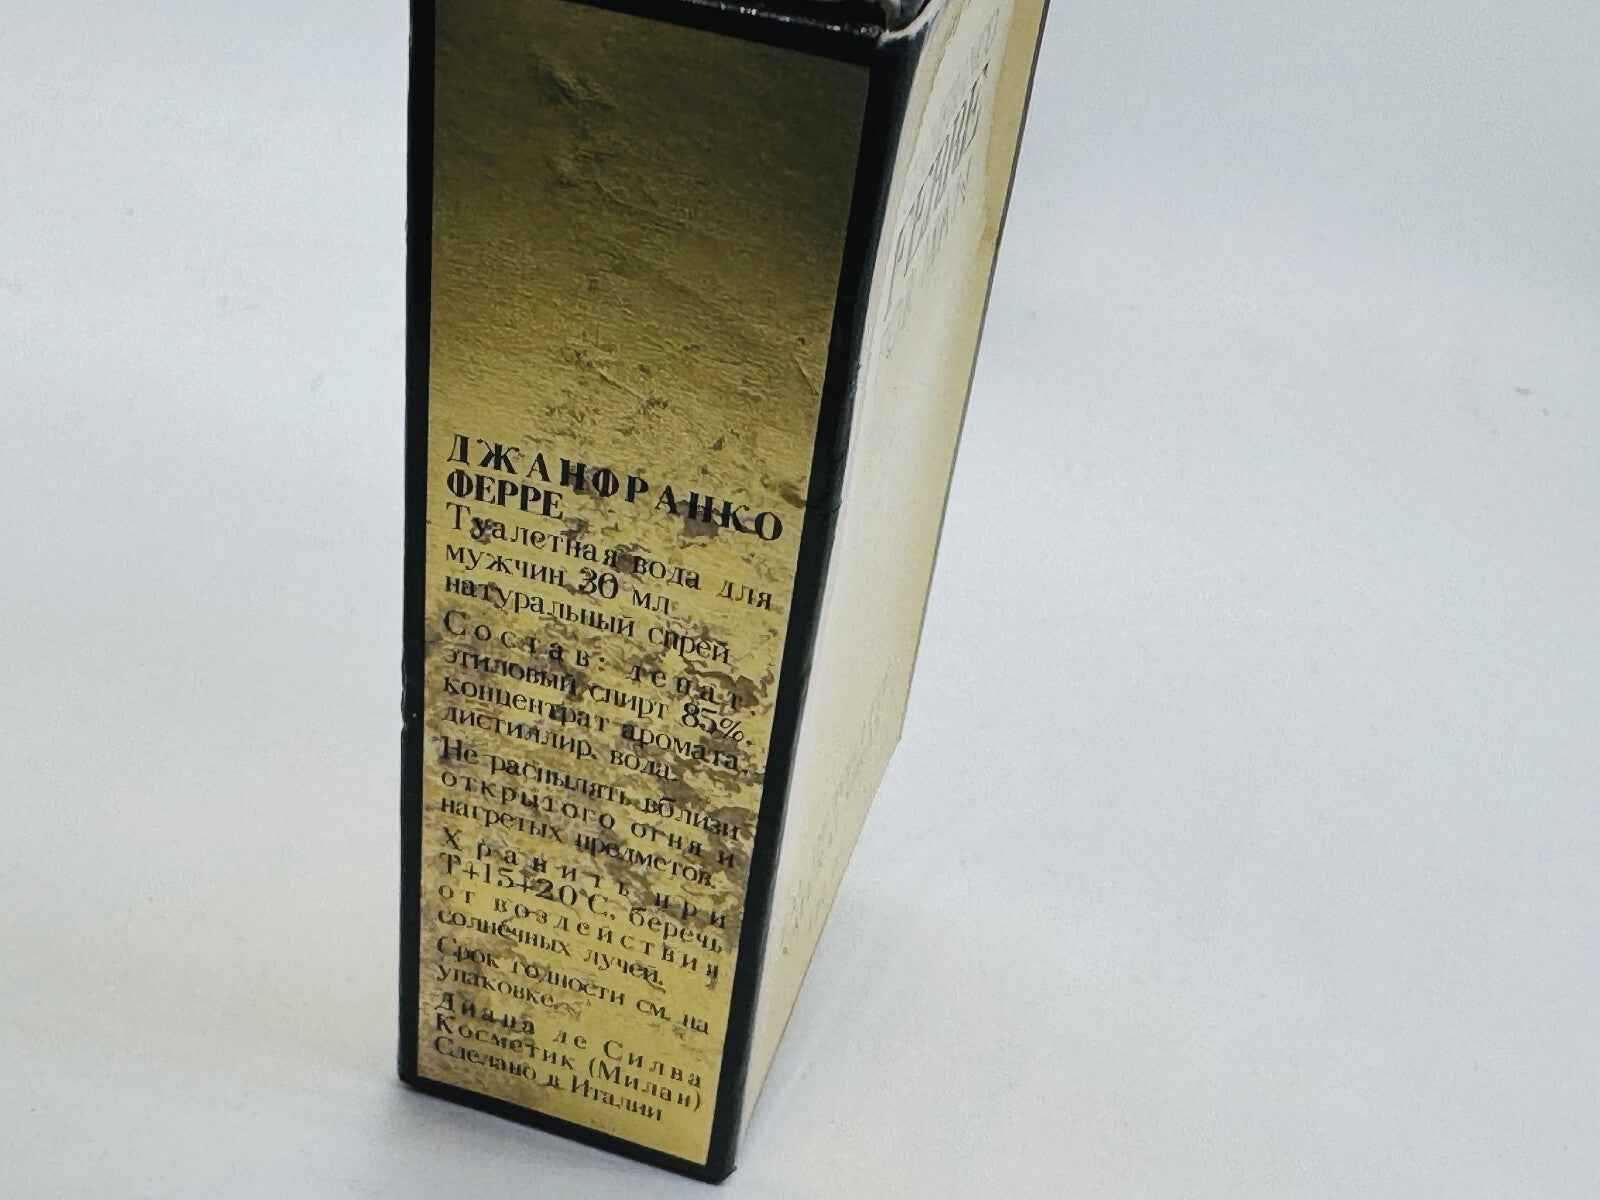 ДЖАНФРАНКО
ФЕРРЕ
Туалетная вода для
мужчин 30 мл
натуральный спрей
Состав: денат.
этиловый спирт 85%.
концентрат аромата,
дистиллир. вода.
Не распылять вблизи
открытого огня и
нагретых предметов.
Хранить при
Т+15+20°С, беречь
от воздействия
солнечных лучей.
Срок годности см. на
упаковке.
Диана де Силва
Косметик (Милан)
Сделано в Италии
FERRÉ